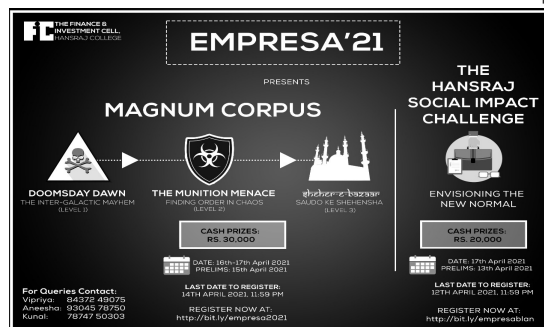 THE FINANCE &
INVESTMENT CELL,
HANSRAJ COLLEGE
EMPRESA'21
PRESENTS
MAGNUM CORPUS
DOOMSDAY DAWN
THE INTER-GALACTIC MAYHEM
(LEVEL 1)
THE MUNITION MENACE
FINDING ORDER IN CHAOS
(LEVEL 2)
sheher-e-bazaar
SAUDO KE SHEHENSHA
(LEVEL 3)
CASH PRIZES:
RS. 30,000
DATE: 16th-17th April 2021
PRELIMS: 15th April 2021
LAST DATE TO REGISTER:
14TH APRIL 2021, 11:59 PM
REGISTER NOW AT:
http://bit.ly/empresa2021
For Queries Contact:
Vipriya: 84372 49075
Aneesha: 93045 78750
Kunal: 78747 50303
THE
HANSRAJ
SOCIAL IMPACT
CHALLENGE
ENVISIONING THE
NEW NORMAL
CASH PRIZES:
RS. 20,000
DATE: 17th April 2021
PRELIMS: 13th April 2021
LAST DATE TO REGISTER:
12TH APRIL 2021, 11:59 PM
REGISTER NOW AT:
http://bit.ly/empresablan